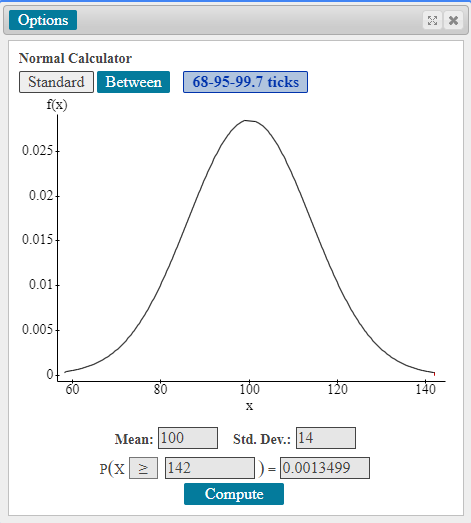 Options
Normal Calculator
Standard Between 68-95-99.7 ticks
f(x)
0.025
0.02
0.015
0.01
0.005
0
60 80 100 120 140
x
Mean: 100 Std. Dev.: 14
P(X ≥ 142 ) = 0.0013499
Compute